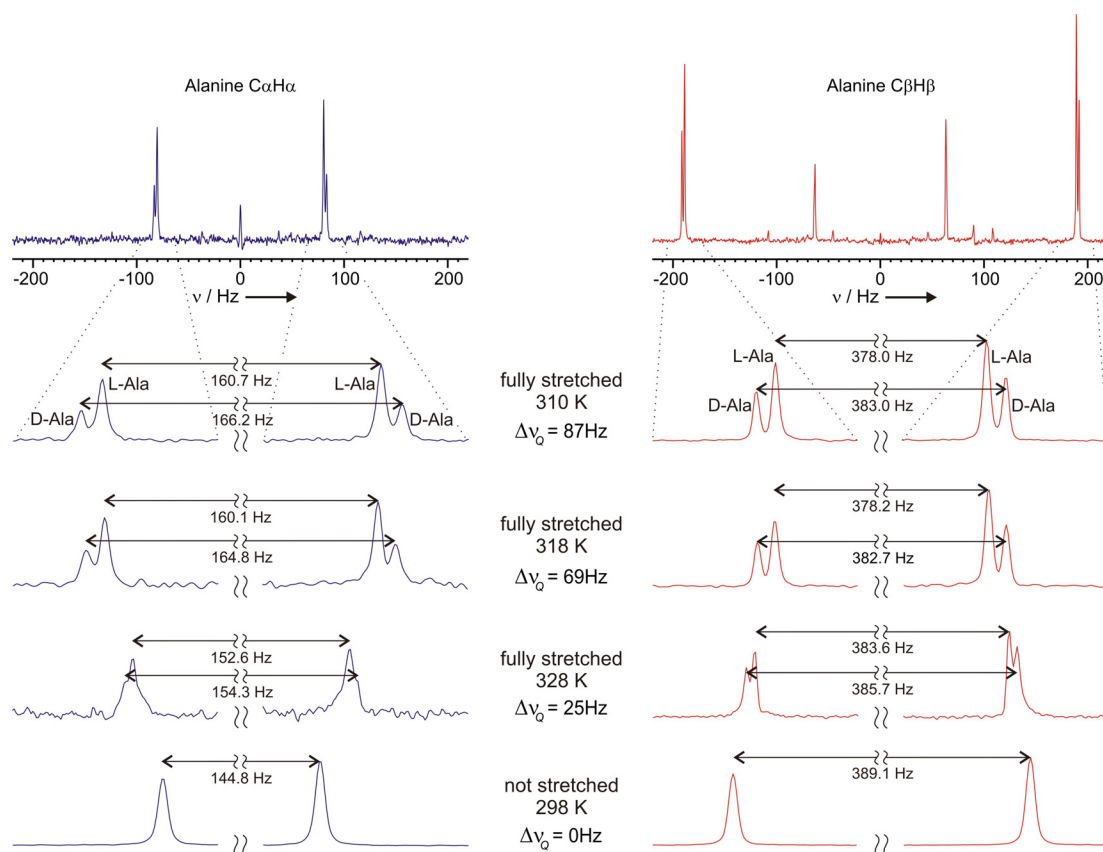 Alanine CαHα
Alanine CβHβ
-200 -100 0 100 200
-200 -100 0 100 200
ν / Hz
ν / Hz
L-Ala 160.7 Hz L-Ala
D-Ala 166.2 Hz D-Ala
fully stretched
310 K
Δν_Q = 87Hz
378.0 Hz
L-Ala L-Ala
D-Ala 383.0 Hz D-Ala
160.1 Hz
164.8 Hz
fully stretched
318 K
Δν_Q = 69Hz
378.2 Hz
382.7 Hz
152.6 Hz
154.3 Hz
fully stretched
328 K
Δν_Q = 25Hz
383.6 Hz
385.7 Hz
144.8 Hz
not stretched
298 K
Δν_Q = 0Hz
389.1 Hz